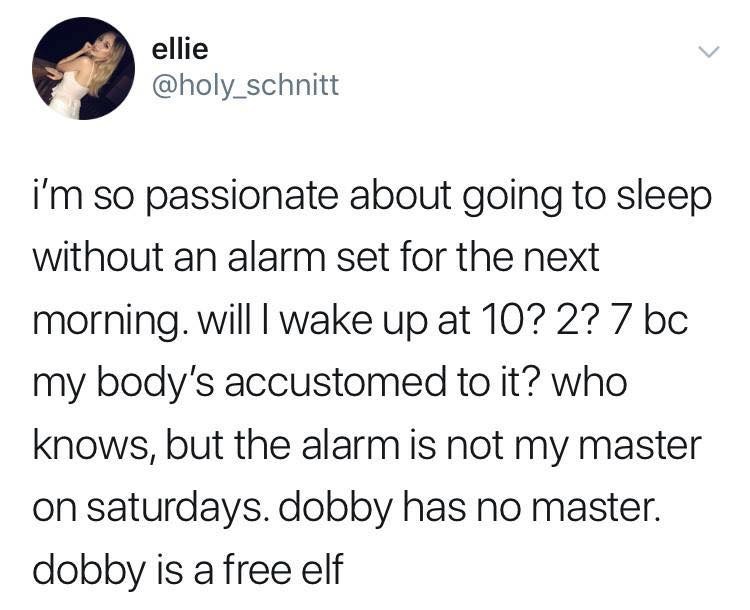 ellie
@holy_schnitt
i'm so passionate about going to sleep
without an alarm set for the next
morning. will I wake up at 10? 2? 7 bc
my body's accustomed to it? who
knows, but the alarm is not my master
on saturdays. dobby has no master.
dobby is a free elf